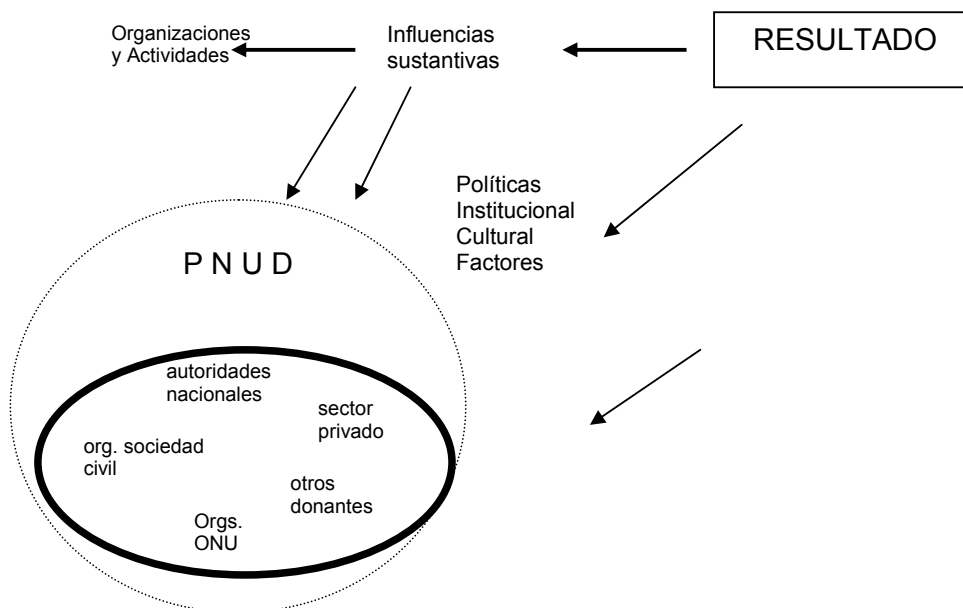 Organizaciones
y Actividades
Influencias
sustantivas
RESULTADO
Políticas
Institucional
Cultural
Factores
P N U D
autoridades
nacionales
sector
privado
org. sociedad
civil
otros
donantes
Orgs.
ONU